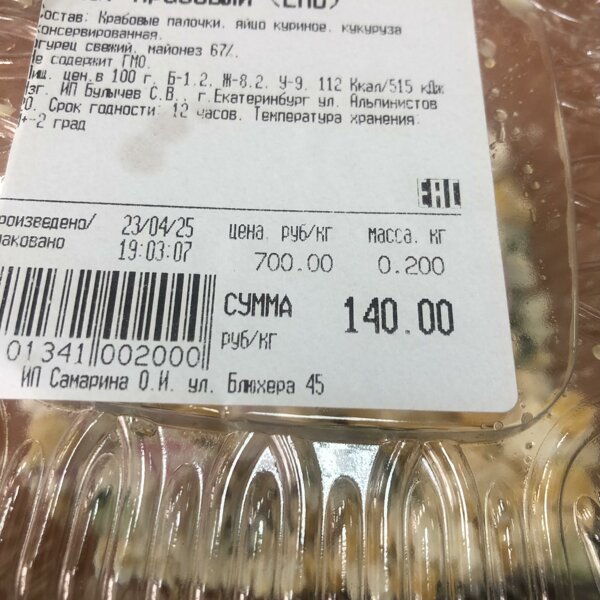 Состав: Крабовые палочки, яйцо куриное, кукуруза
консервированная,
огурец свежий, майонез 67%.
Не содержит ГМО.
Пищ. цен.в 100 г, Б-1.2, Ж-8.2, У-9, 112 Ккал/515 кДж
Изг. ИП Булычев С.В., г.Екатеринбург ул. Альпинистов
20. Срок годности: 12 часов. Температура хранения:
+-2 град
EAC
произведено/
упаковано
23/04/25
19:03:07
цена, руб/кг
700.00
масса, кг
0.200
СУММА
руб/кг
140.00
01341 002000
ИП Самарина О.И. ул. Блюхера 45